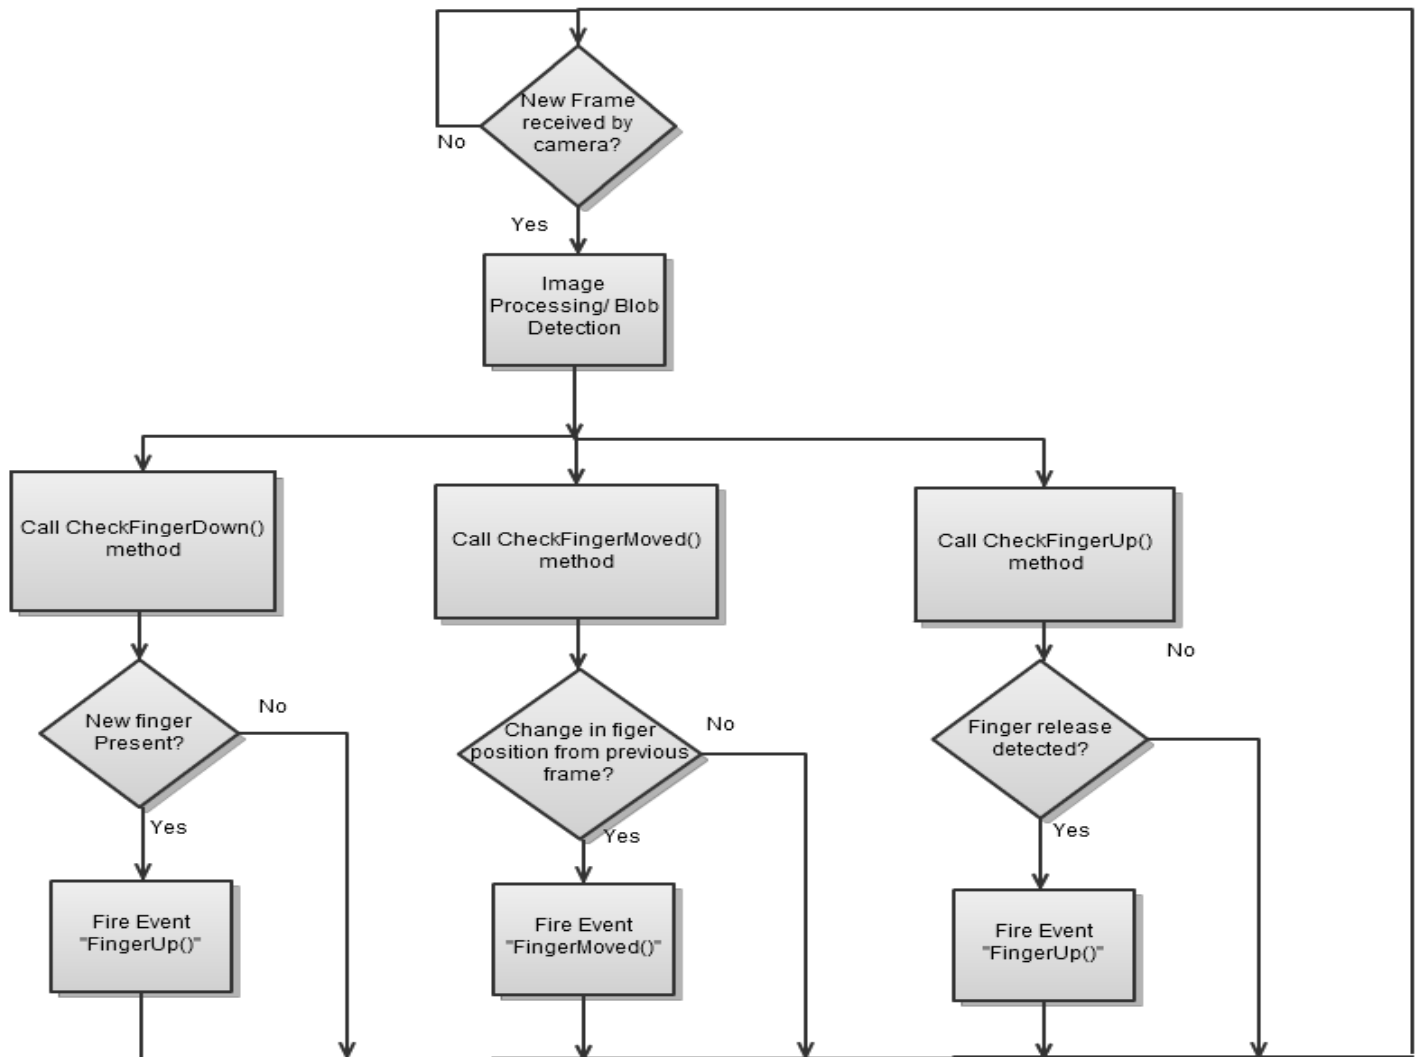 New Frame
received by
camera?
No
Yes
Image
Processing/ Blob
Detection
Call CheckFingerDown()
method
Call CheckFingerMoved()
method
Call CheckFingerUp()
method
New finger
Present?
No
Yes
Change in figer
position from previous
frame?
No
Yes
Finger release
detected?
No
Yes
Fire Event
"FingerUp()"
Fire Event
"FingerMoved()"
Fire Event
"FingerUp()"